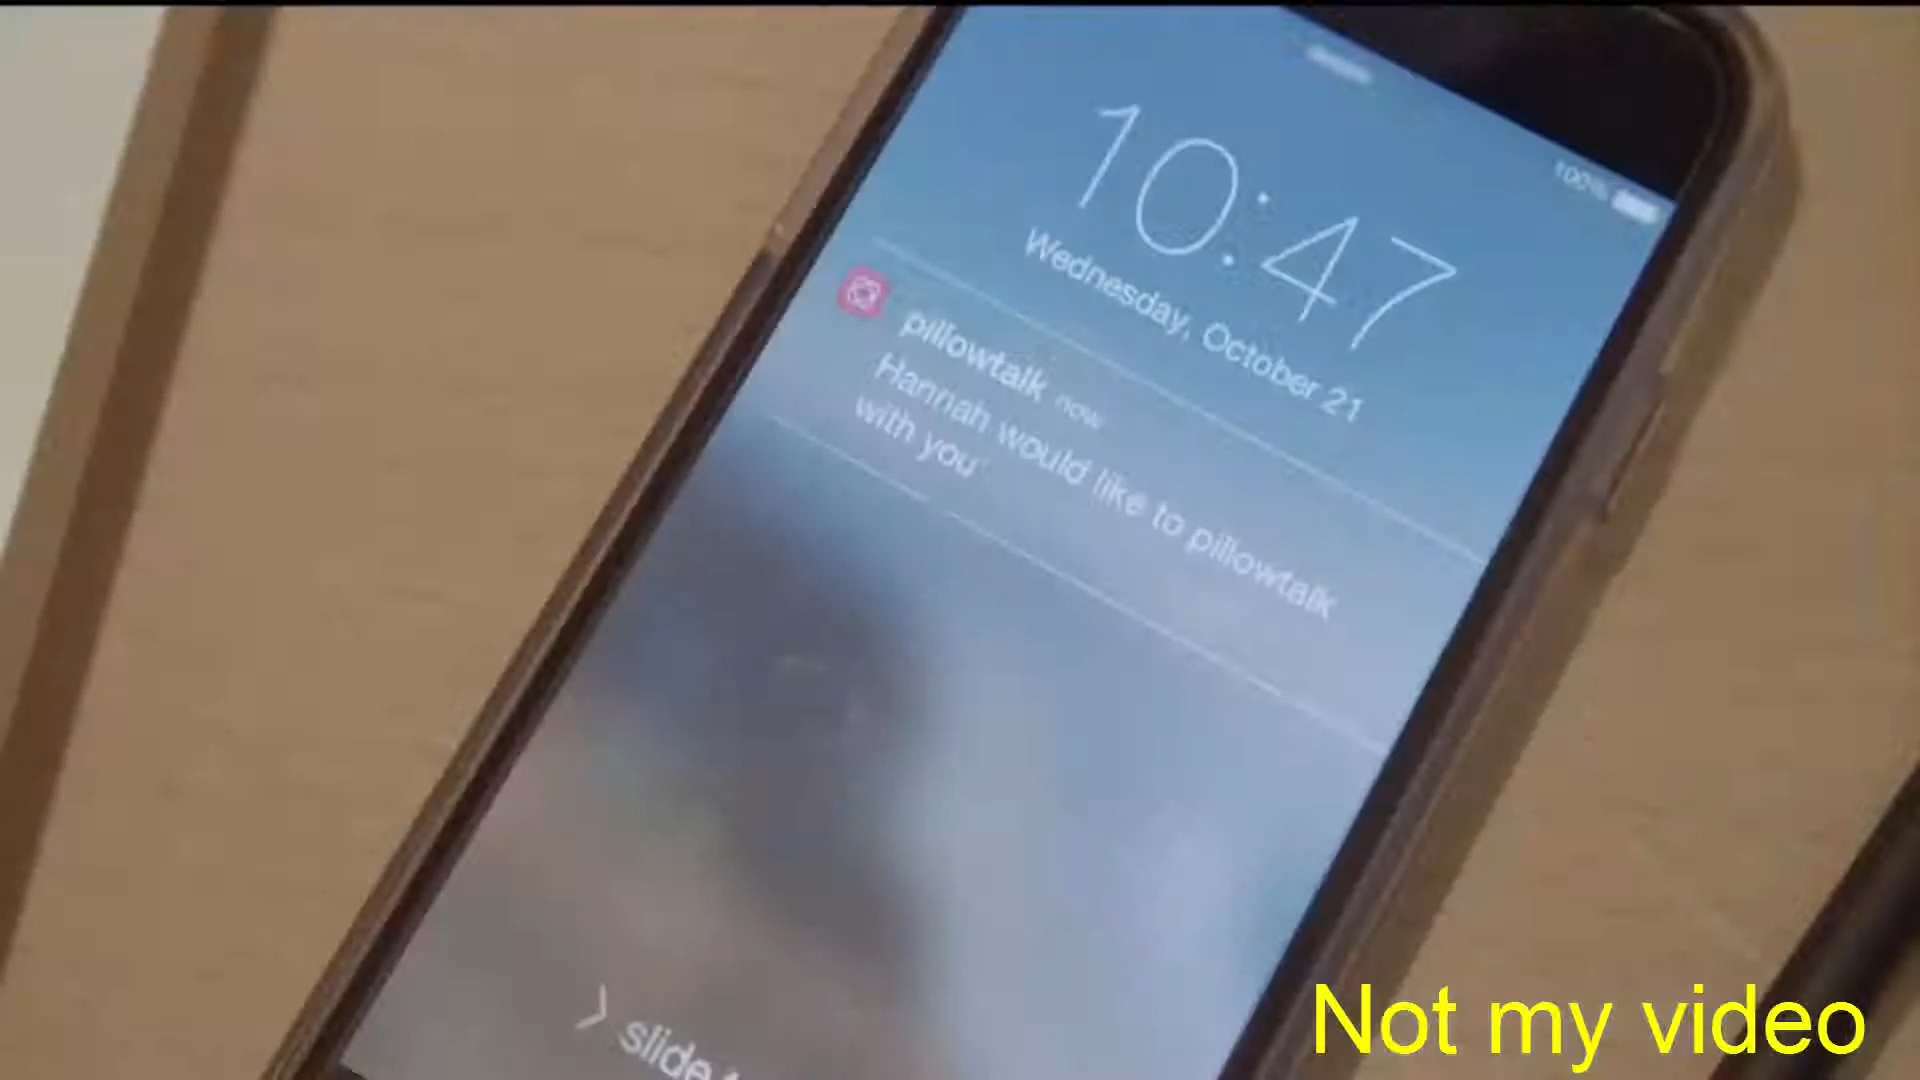 100%
10:47
Wednesday, October 21
pillowtalk now
Hannah would like to pillowtalk
with you
slide
Not my video